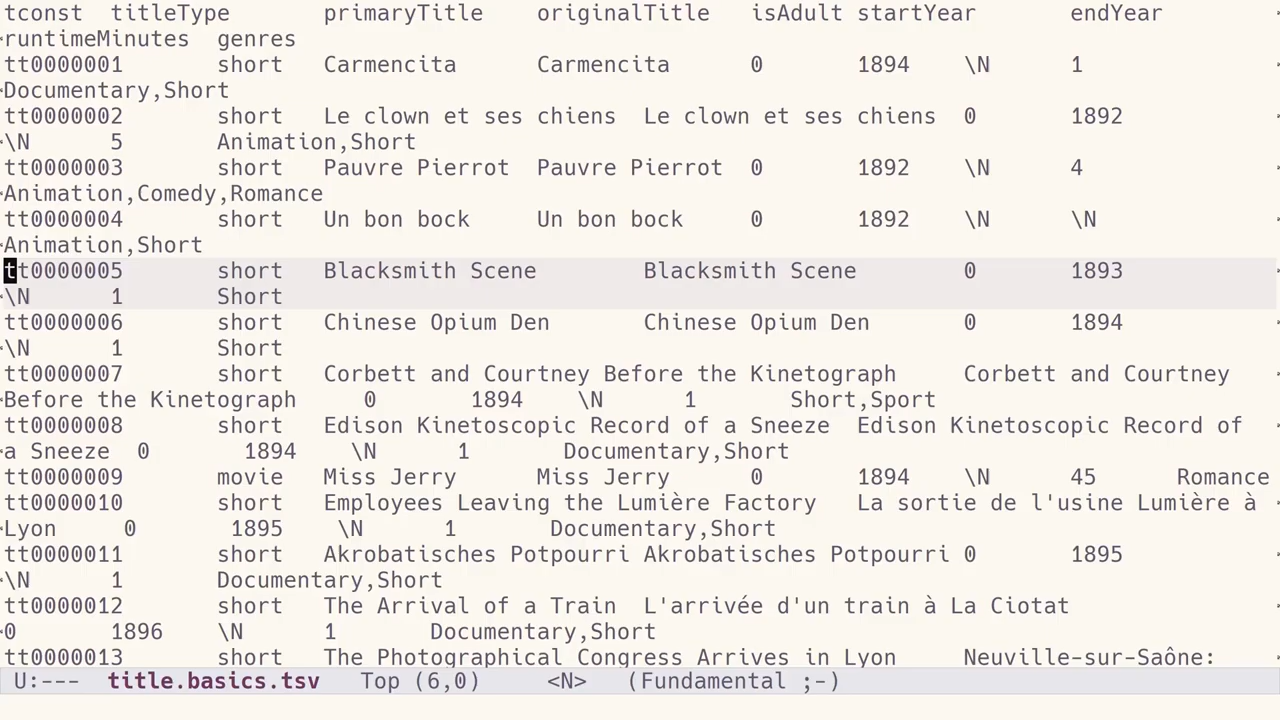 tconst titleType primaryTitle originalTitle isAdult startYear endYear
runtimeMinutes genres
tt0000001 short Carmencita Carmencita 0 1894 \N 1
Documentary,Short
tt0000002 short Le clown et ses chiens Le clown et ses chiens 0 1892
\N 5 Animation,Short
tt0000003 short Pauvre Pierrot Pauvre Pierrot 0 1892 \N 4
Animation,Comedy,Romance
tt0000004 short Un bon bock Un bon bock 0 1892 \N \N
Animation,Short
tt0000005 short Blacksmith Scene Blacksmith Scene 0 1893
\N 1 Short
tt0000006 short Chinese Opium Den Chinese Opium Den 0 1894
\N 1 Short
tt0000007 short Corbett and Courtney Before the Kinetograph Corbett and Courtney
Before the Kinetograph 0 1894 \N 1 Short,Sport
tt0000008 short Edison Kinetoscopic Record of a Sneeze Edison Kinetoscopic Record of
a Sneeze 0 1894 \N 1 Documentary,Short
tt0000009 movie Miss Jerry Miss Jerry 0 1894 \N 45 Romance
tt0000010 short Employees Leaving the Lumière Factory La sortie de l'usine Lumière à
Lyon 0 1895 \N 1 Documentary,Short
tt0000011 short Akrobatisches Potpourri Akrobatisches Potpourri 0 1895
\N 1 Documentary,Short
tt0000012 short The Arrival of a Train L'arrivée d'un train à La Ciotat
0 1896 \N 1 Documentary,Short
tt0000013 short The Photographical Congress Arrives in Lyon Neuville-sur-Saône:
U:--- title.basics.tsv Top (6,0) <N> (Fundamental ;-)